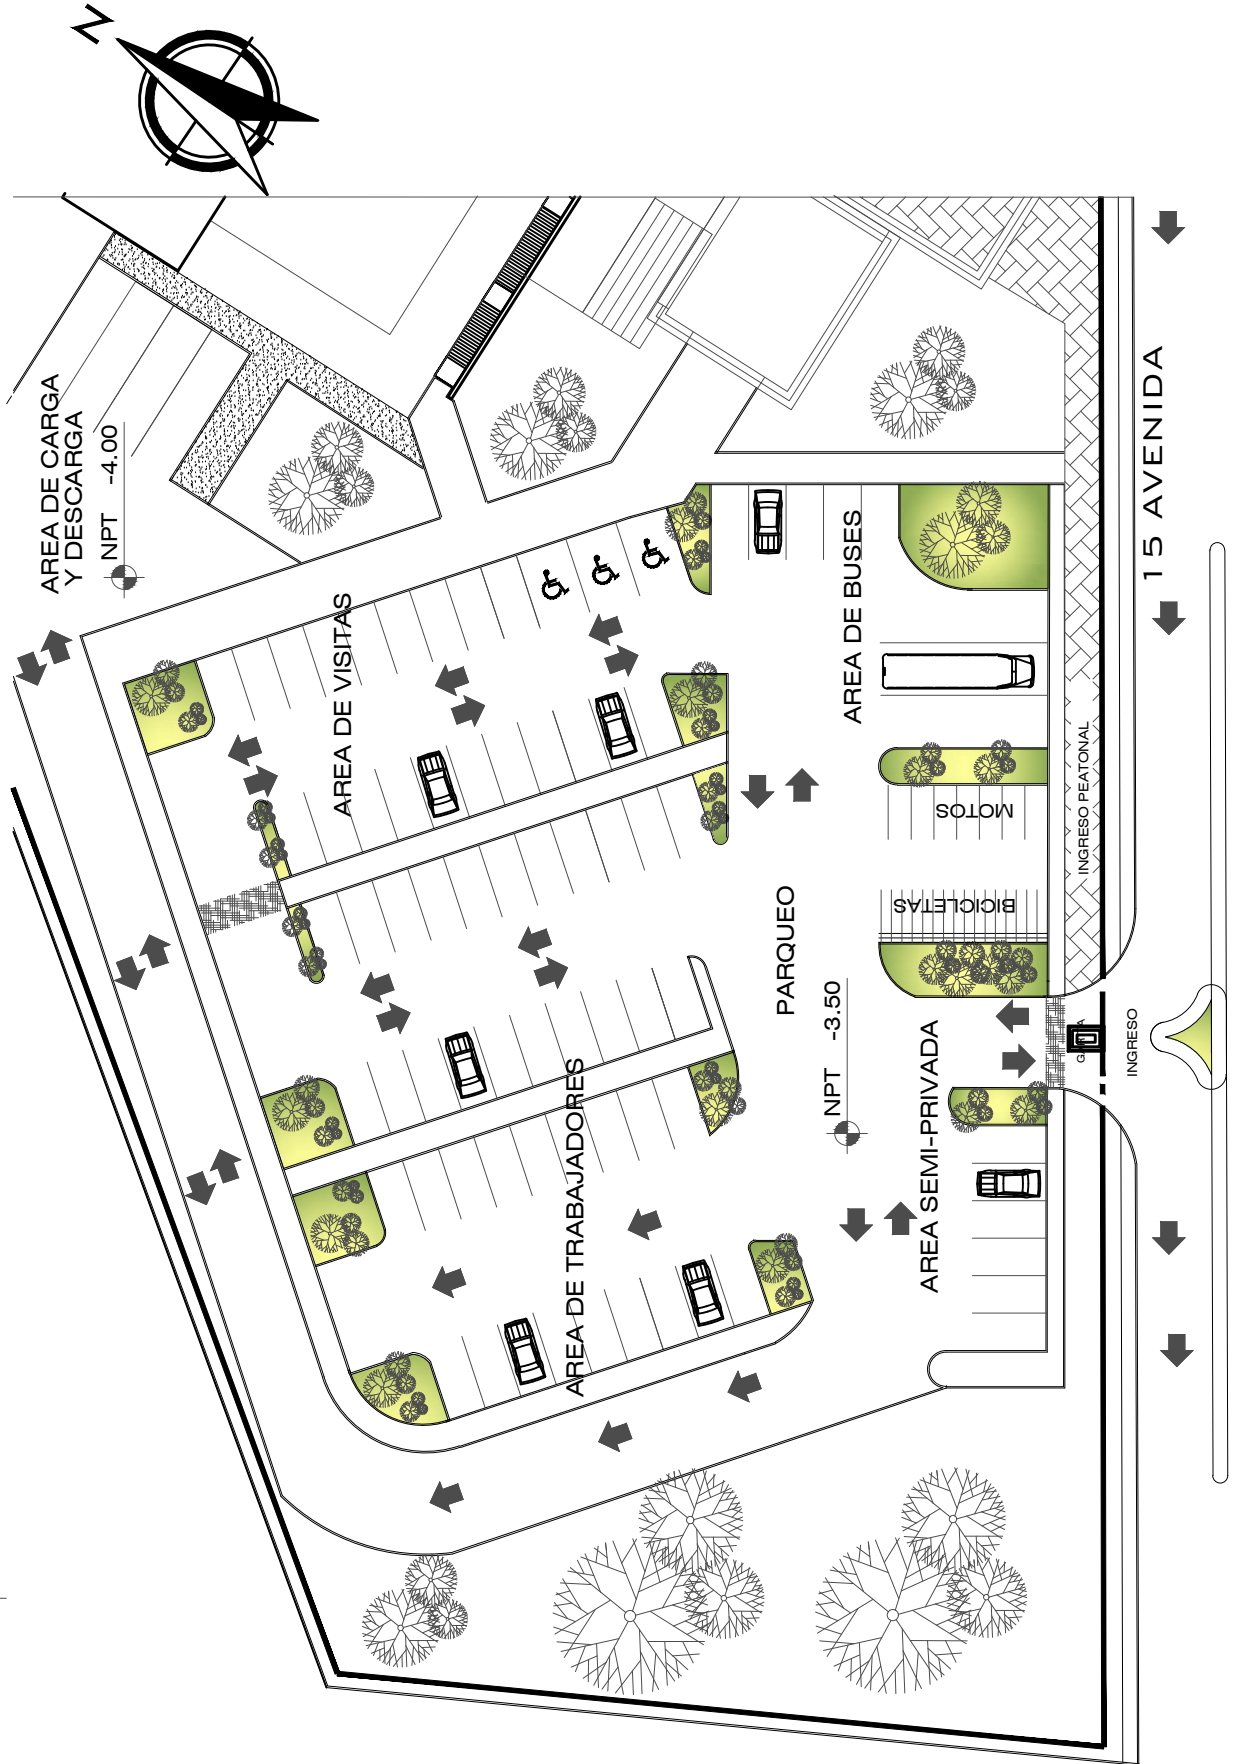 N
AREA DE CARGA
Y DESCARGA
NPT -4.00
AREA DE VISITAS
AREA DE BUSES
15 AVENIDA
MOTOS
INGRESO PEATONAL
BICICLETAS
PARQUEO
NPT -3.50
AREA SEMI-PRIVADA
INGRESO
AREA DE TRABAJADORES